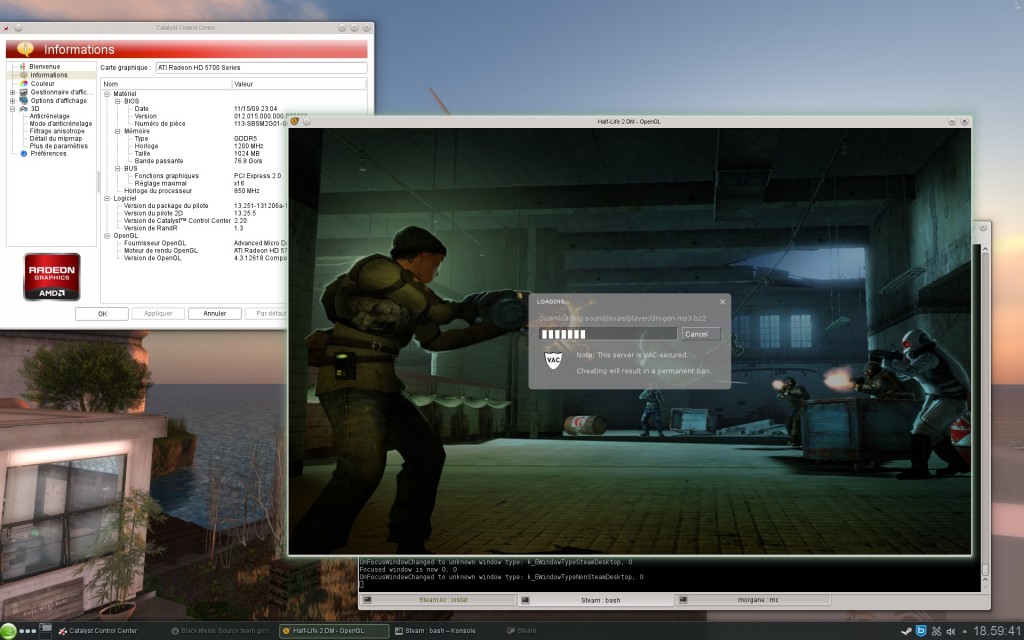 Catalyst Control Center
Informations
Bienvenue
Informations
Couleur
Gestionnaire d'affic...
Options d'affichage
3D
Anticrénelage
Mode d'anticrénelage
Filtrage anisotrope
Détail du mipmap
Plus de paramètres
Préférences
Carte graphique : ATI Radeon HD 5700 Series
Nom Valeur
Matériel
BIOS
Date 11/15/09 23:04
Version 012.015.000.000
Numéro de pièce 113-SBSM2G01-0
Mémoire
Type GDDR5
Horloge 1200 MHz
Taille 1024 MB
Bande passante 76.8 Go/s
BUS
Fonctions graphiques PCI Express 2.0
Réglage maximal x16
Horloge du processeur 850 MHz
Logiciel
Version du package du pilote 13.251-131206a-1
Version du pilote 2D 13.25.5
Version de Catalyst™ Control Center 2.20
Version de RandR 1.3
OpenGL
Fournisseur OpenGL Advanced Micro D
Moteur de rendu OpenGL ATI Radeon HD 57
Version de OpenGL 4.3.12618 Compa
RADEON
GRAPHICS
AMD
OK Appliquer Annuler Par défaut
Half-Life 2 DM - OpenGL
LOADING...
Downloading sound/exae/player/drogen.mp3.bz2
Cancel
VAC
Note: This server is VAC-secured.
Cheating will result in a permanent ban.
OnFocusWindowChanged to unknown window type: k_EWindowTypeSteamDesktop, 0
Focused window is now 0, 0
OnFocusWindowChanged to unknown window type: k_EWindowTypeNonSteamDesktop, 0
Steam.ko : iostat
Steam : bash
morgane : mc
Catalyst Control Center
Black Mesa: Source team gets
Half-Life 2 DM - OpenGL
Steam : bash – Konsole
Steam
18:59:41